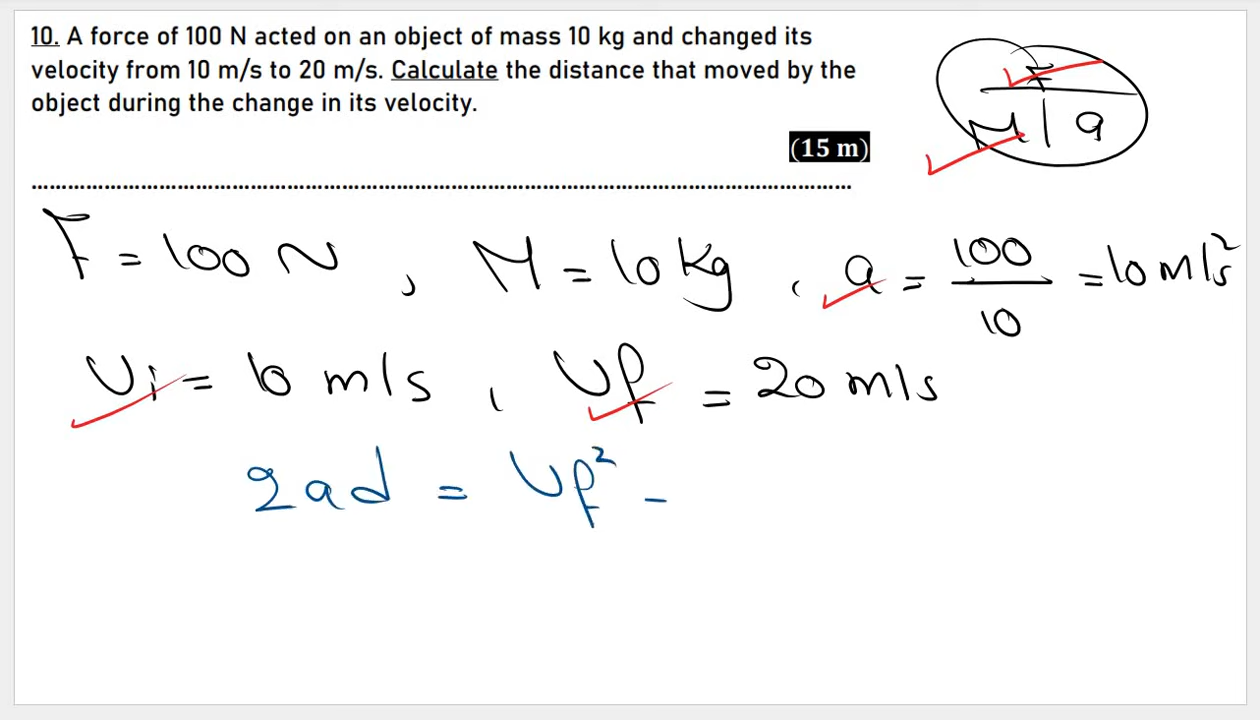 10. A force of 100 N acted on an object of mass 10 kg and changed its
velocity from 10 m/s to 20 m/s. Calculate the distance that moved by the
object during the change in its velocity.
(15 m)
F
M | a
F = 100 N , M = 10 kg , a = 100/10 = 10 m/s²
Vi = 10 m/s , Vf = 20 m/s
2ad = Vf² -